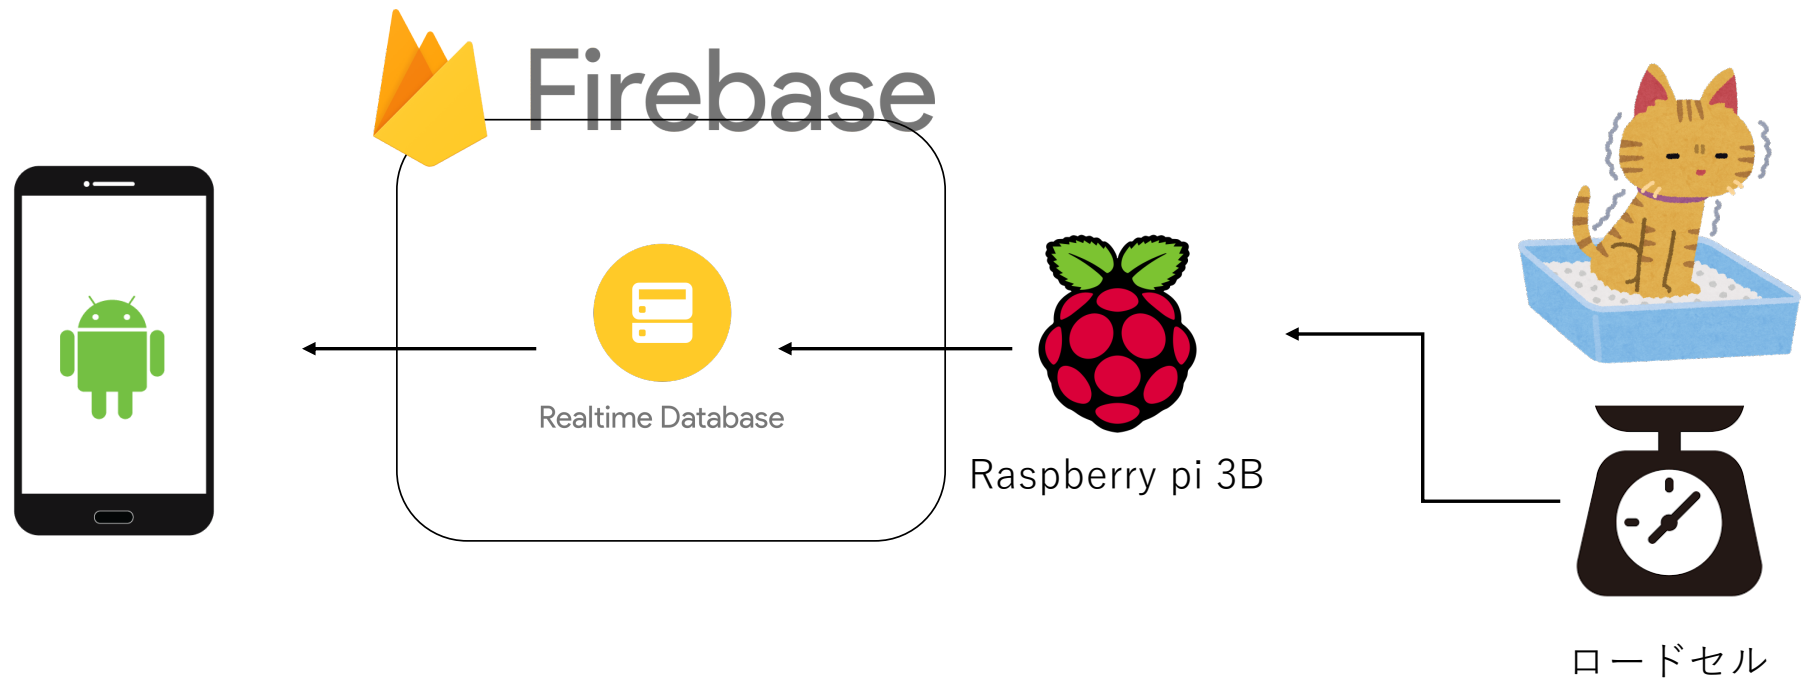 Firebase
Realtime Database
Raspberry pi 3B
ロードセル